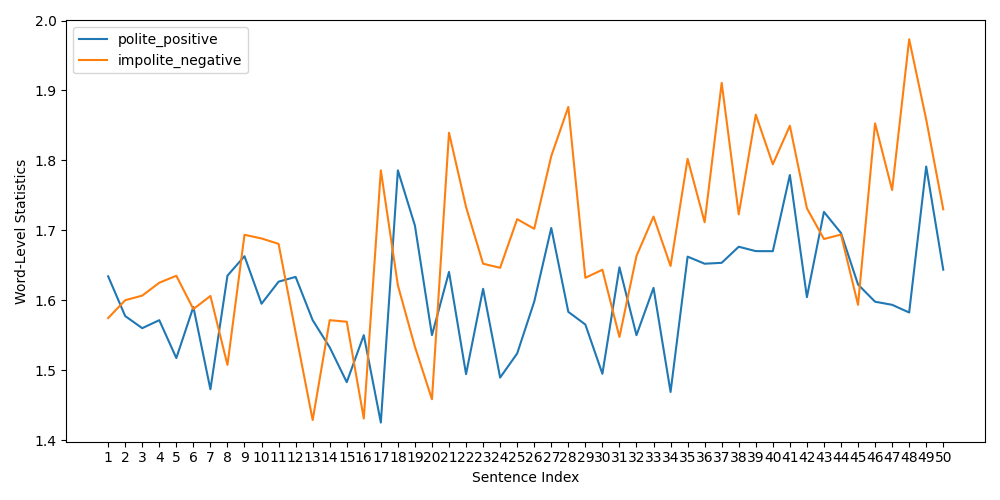 2.0
1.9
1.8
1.7
1.6
1.5
1.4
Word-Level Statistics
polite_positive
impolite_negative
1 2 3 4 5 6 7 8 9 10 11 12 13 14 15 16 17 18 19 20 21 22 23 24 25 26 27 28 29 30 31 32 33 34 35 36 37 38 39 40 41 42 43 44 45 46 47 48 49 50
Sentence Index